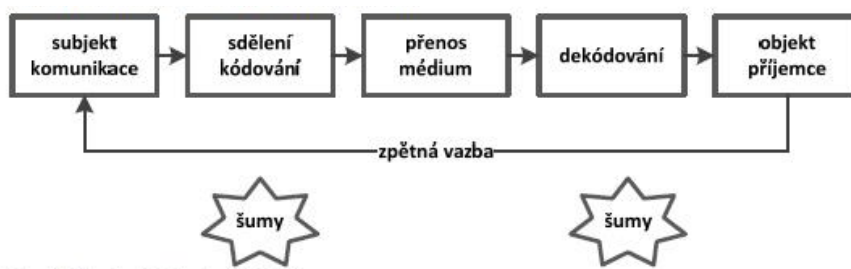 subjekt
komunikace
sdělení
kódování
přenos
médium
dekódování
objekt
příjemce
zpětná vazba
šumy
šumy